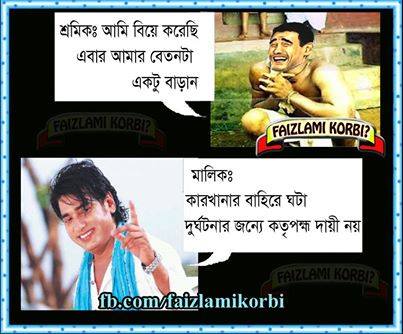 শ্রমিকঃ আমি বিয়ে করেছি
এবার আমার বেতনটা
একটু বাড়ান
FAIZLAMI KORBI?
FAIZLAMI KORBI?
মালিকঃ
কারখানার বাহিরে ঘটা
দুর্ঘটনার জন্যে কতৃপক্ষ দায়ী নয়
FAIZLAMI KORBI?
fb.com/faizlamikorbi